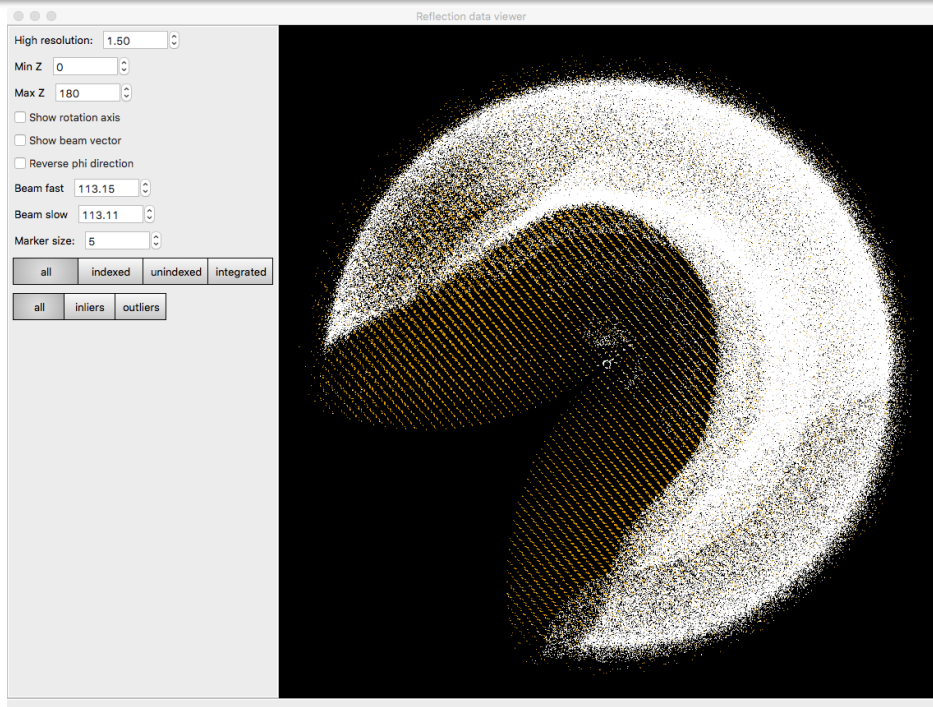 Reflection data viewer
High resolution: 1.50
Min Z 0
Max Z 180
Show rotation axis
Show beam vector
Reverse phi direction
Beam fast 113.15
Beam slow 113.11
Marker size: 5
all indexed unindexed integrated
all inliers outliers